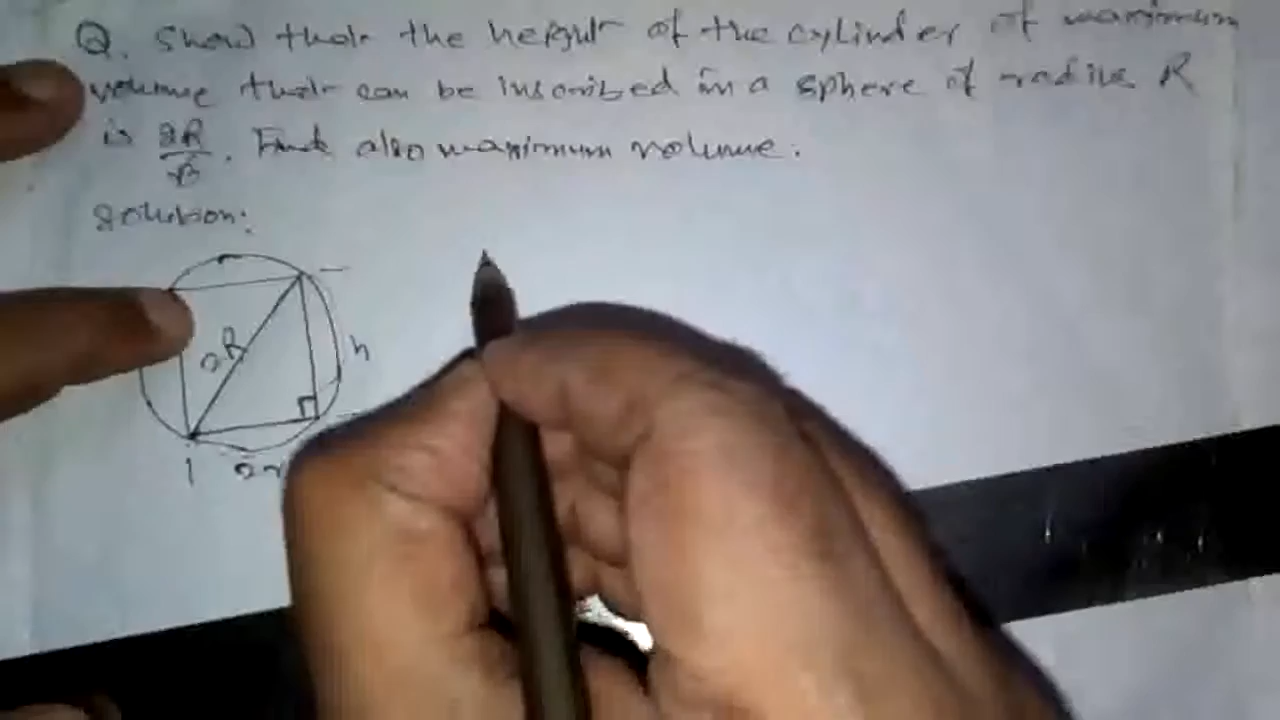 Q. Show that the height of the cylinder of maximum
volume that can be inscribed in a sphere of radius R
is 2R/√3. Find also maximum volume.
Solution:
2R
h
2r